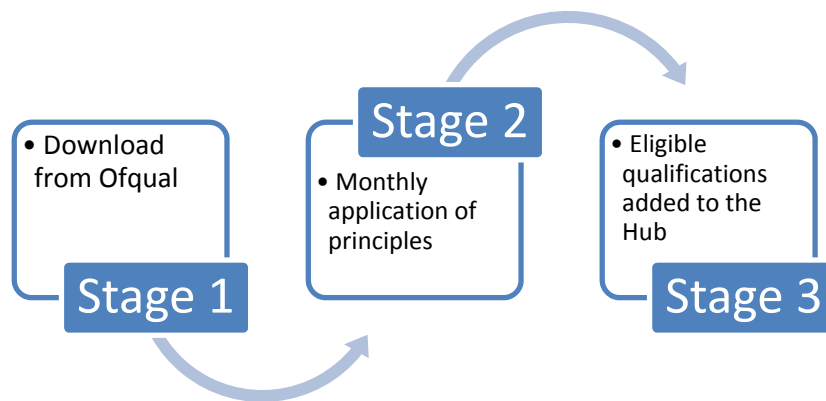 • Download
from Ofqual
Stage 1
Stage 2
• Monthly
application of
principles
• Eligible
qualifications
added to the
Hub
Stage 3